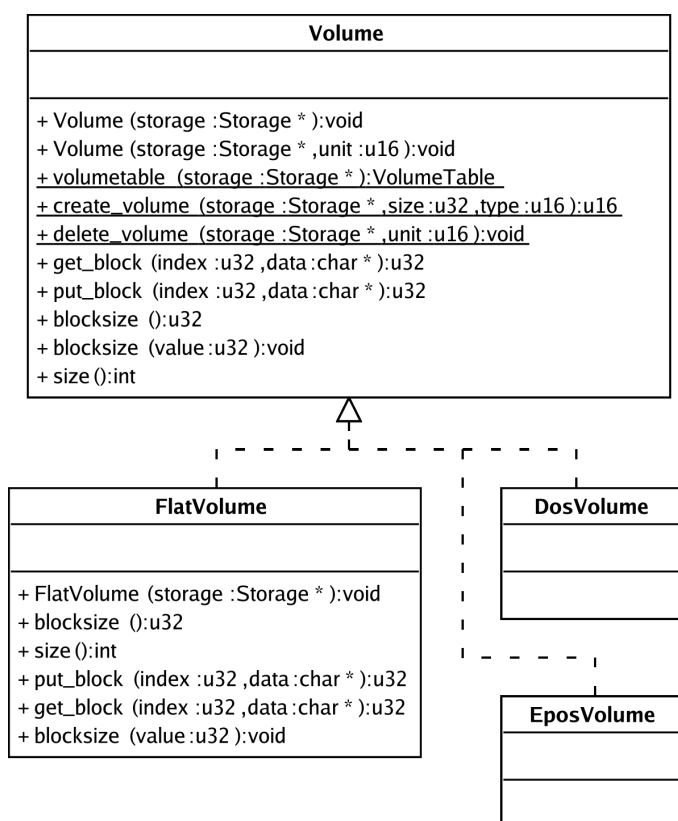 Volume
+ Volume (storage :Storage * ):void
+ Volume (storage :Storage * ,unit :u16 ):void
+ volumetable (storage :Storage * ):VolumeTable
+ create_volume (storage :Storage * ,size :u32 ,type :u16 ):u16
+ delete_volume (storage :Storage * ,unit :u16 ):void
+ get_block (index :u32 ,data :char * ):u32
+ put_block (index :u32 ,data :char * ):u32
+ blocksize ():u32
+ blocksize (value :u32 ):void
+ size ():int
FlatVolume
+ FlatVolume (storage :Storage * ):void
+ blocksize ():u32
+ size ():int
+ put_block (index :u32 ,data :char * ):u32
+ get_block (index :u32 ,data :char * ):u32
+ blocksize (value :u32 ):void
DosVolume
EposVolume